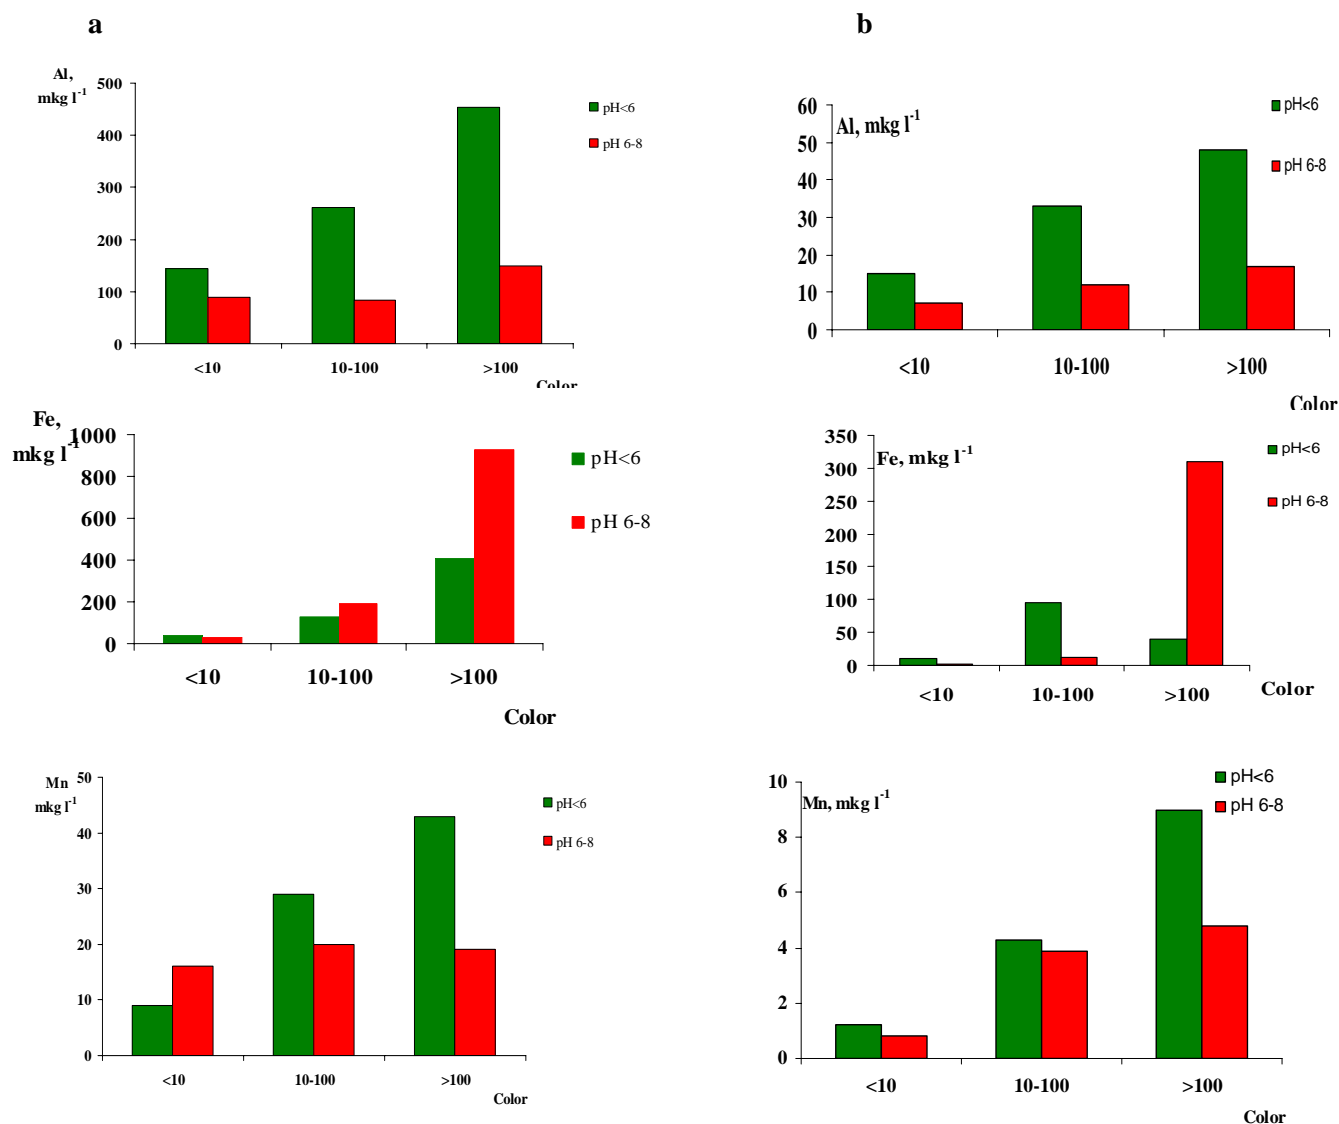 a
b
Al,
mkg l⁻¹
500
400
300
200
100
0
<10
10-100
>100
Color
pH<6
pH 6-8
Al, mkg l⁻¹
60
50
40
30
20
10
0
<10
10-100
>100
Color
pH<6
pH 6-8
Fe,
mkg l⁻¹
1000
800
600
400
200
0
<10
10-100
>100
Color
pH<6
pH 6-8
Fe, mkg l⁻¹
350
300
250
200
150
100
50
0
<10
10-100
>100
Color
pH<6
pH 6-8
Mn
mkg l⁻¹
50
40
30
20
10
0
<10
10-100
>100
Color
pH<6
pH 6-8
Mn, mkg l⁻¹
10
8
6
4
2
0
<10
10-100
>100
Color
pH<6
pH 6-8